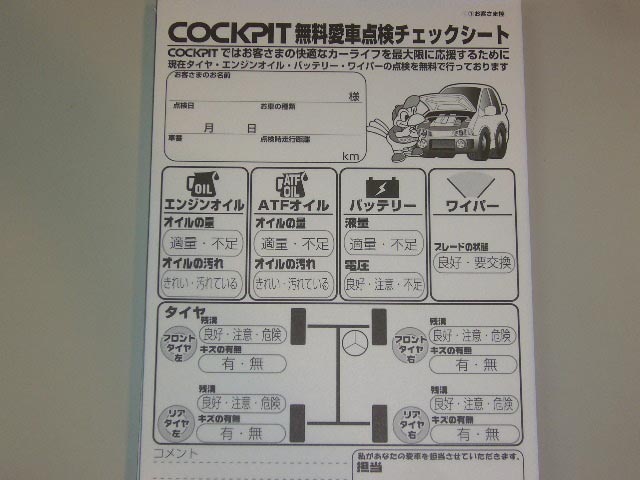 ①お客さま控
COCKPIT 無料愛車点検チェックシート
COCKPITではお客さまの快適なカーライフを最大限に応援するために
現在タイヤ・エンジンオイル・バッテリー・ワイパーの点検を無料で行っております
お客さまのお名前
様
点検日 お車の種類
月 日
車番 点検時走行距離
km
OIL
エンジンオイル
オイルの量
適量・不足
オイルの汚れ
きれい・汚れている
ATF OIL
ATFオイル
オイルの量
適量・不足
オイルの汚れ
きれい・汚れている
バッテリー
液量
適量・不足
電圧
良好・注意・不足
ワイパー
ブレードの状態
良好・要交換
タイヤ
フロントタイヤ左
残溝
良好・注意・危険
キズの有無
有・無
フロントタイヤ右
残溝
良好・注意・危険
キズの有無
有・無
リアタイヤ左
残溝
良好・注意・危険
キズの有無
有・無
リアタイヤ右
残溝
良好・注意・危険
キズの有無
有・無
コメント
私があなたの愛車を担当させていただきます。
担当